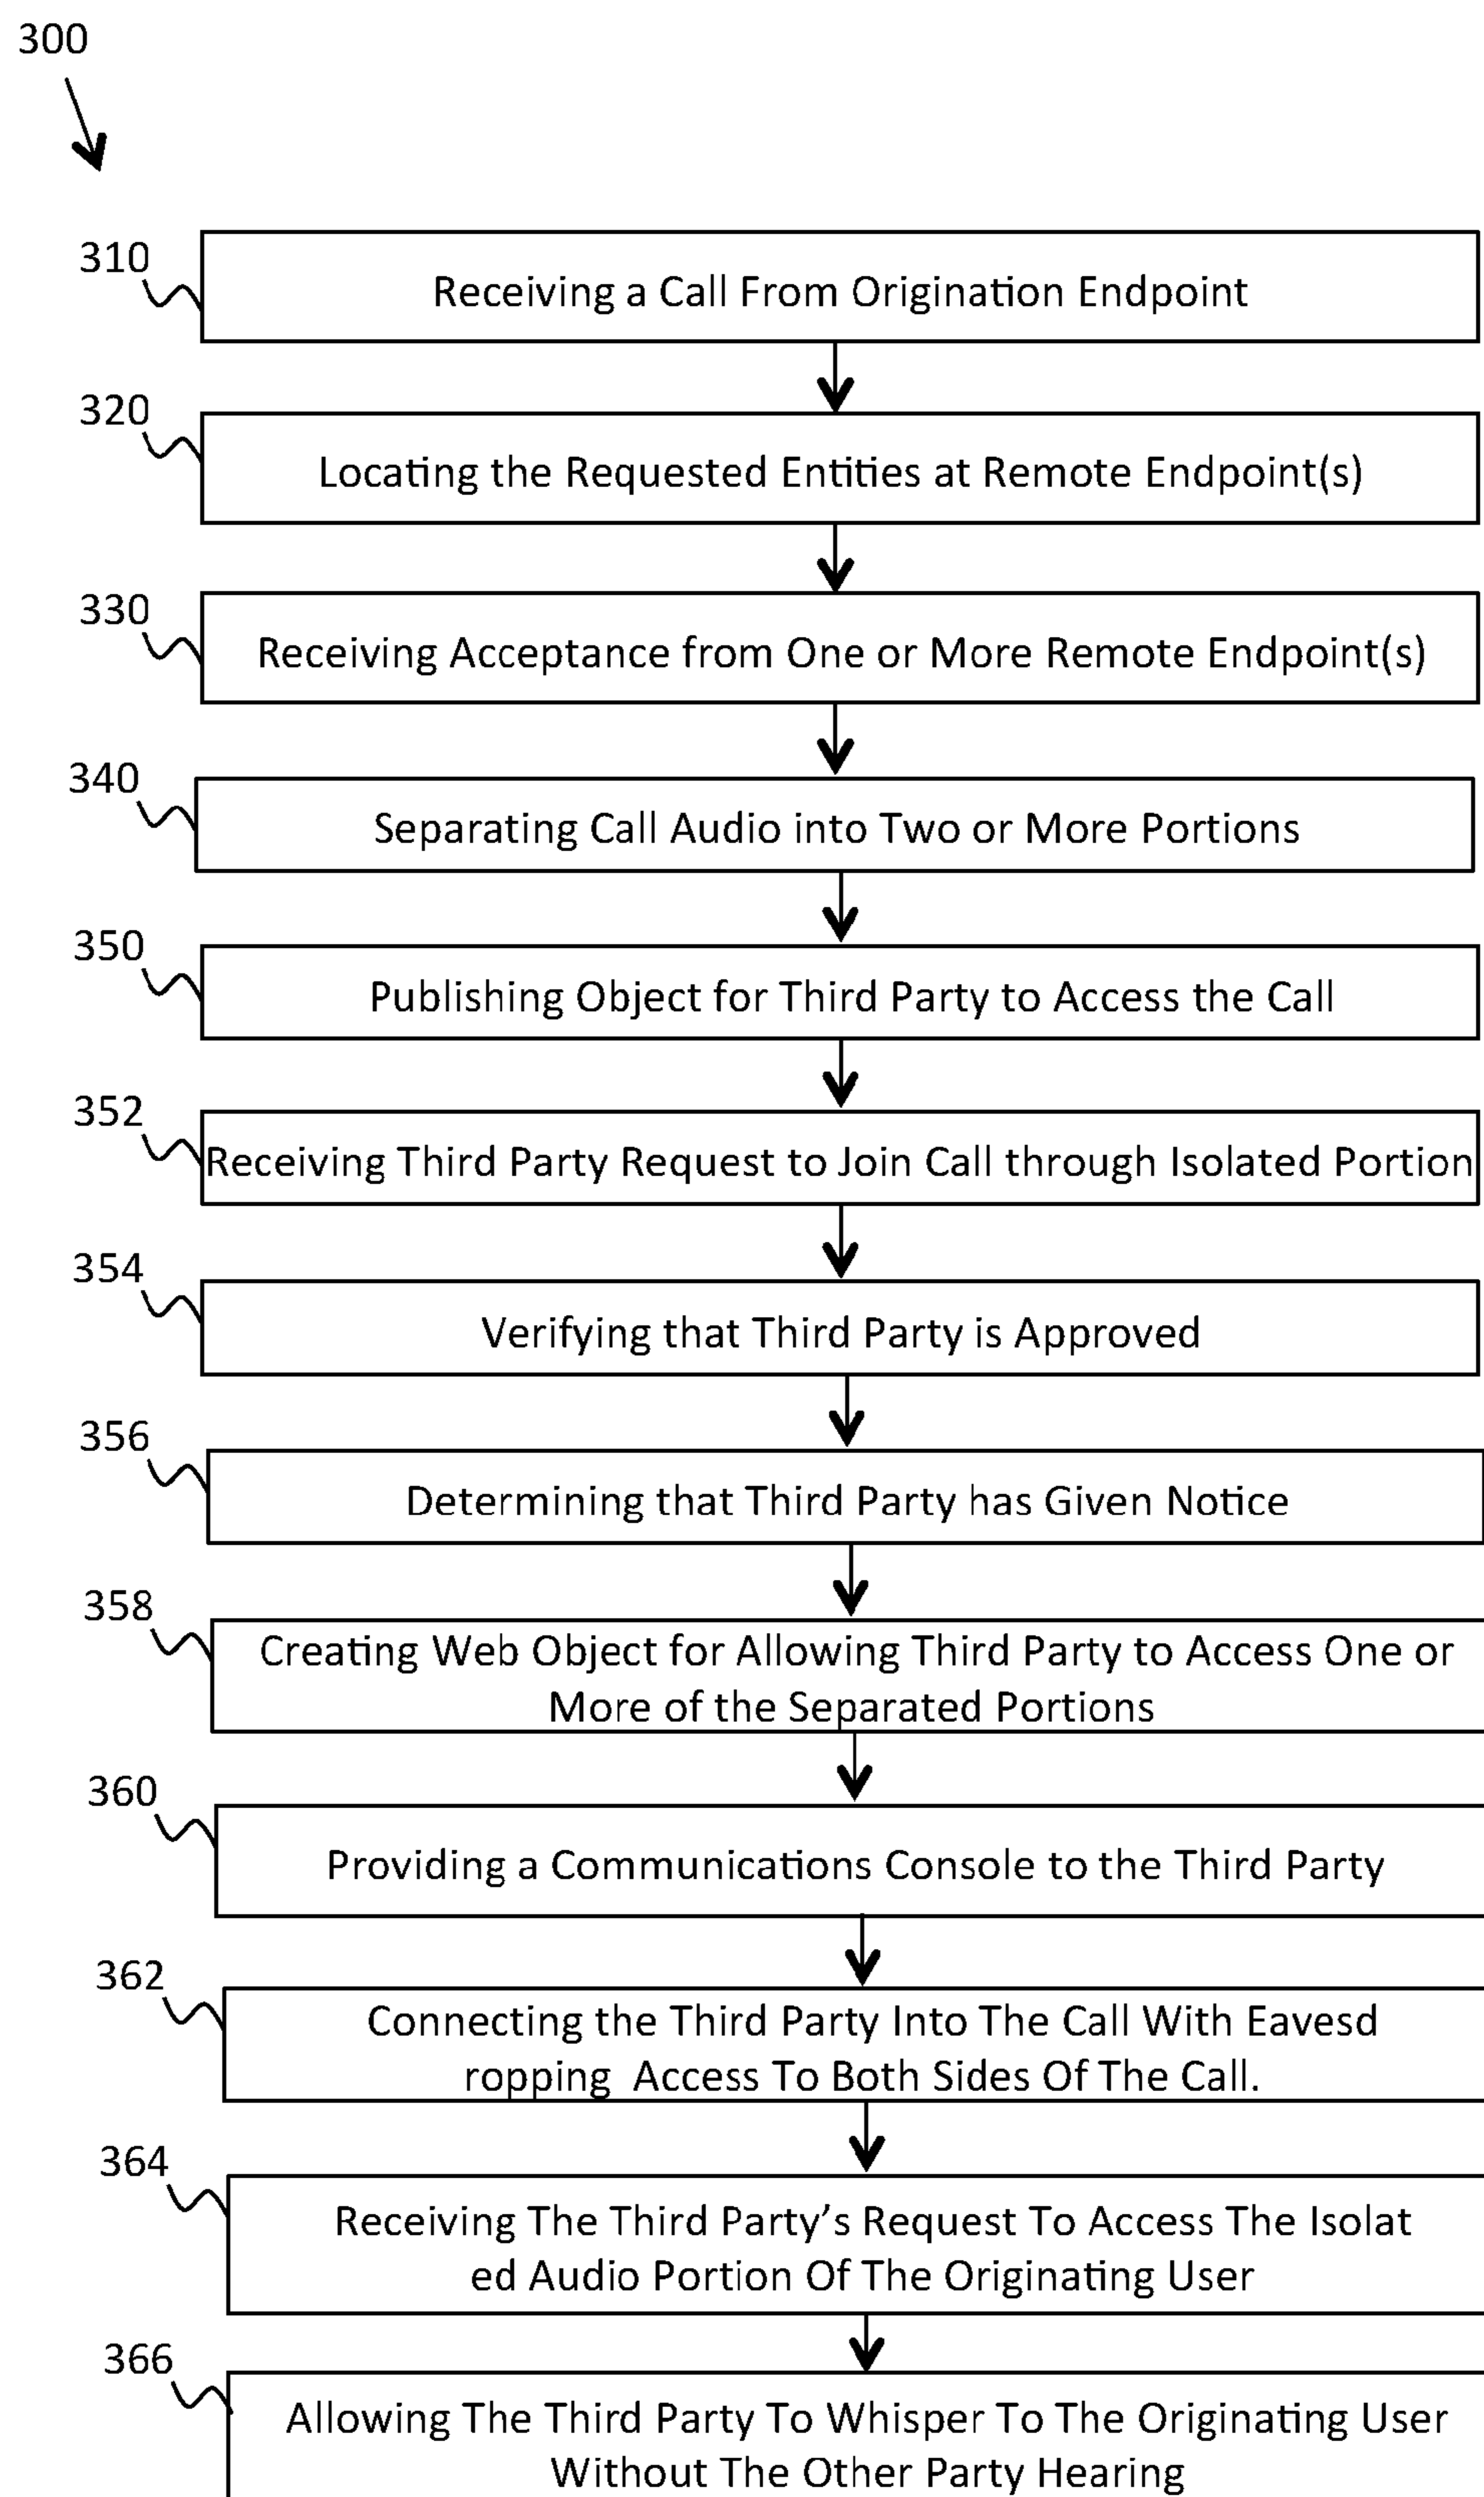 300
310
Receiving a Call From Origination Endpoint
320
Locating the Requested Entities at Remote Endpoint(s)
330
Receiving Acceptance from One or More Remote Endpoint(s)
340
Separating Call Audio into Two or More Portions
350
Publishing Object for Third Party to Access the Call
352
Receiving Third Party Request to Join Call through Isolated Portion
354
Verifying that Third Party is Approved
356
Determining that Third Party has Given Notice
358
Creating Web Object for Allowing Third Party to Access One or
More of the Separated Portions
360
Providing a Communications Console to the Third Party
362
Connecting the Third Party Into The Call With Eavesd
ropping Access To Both Sides Of The Call.
364
Receiving The Third Party’s Request To Access The Isolat
ed Audio Portion Of The Originating User
366
Allowing The Third Party To Whisper To The Originating User
Without The Other Party Hearing